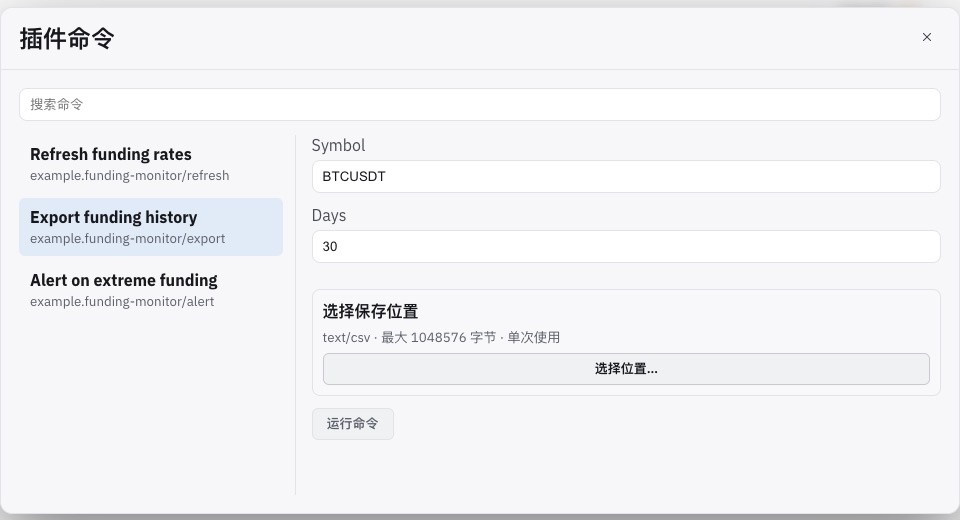 插件命令
×
搜索命令
Refresh funding rates
example.funding-monitor/refresh
Export funding history
example.funding-monitor/export
Alert on extreme funding
example.funding-monitor/alert
Symbol
BTCUSDT
Days
30
选择保存位置
text/csv · 最大 1048576 字节 · 单次使用
选择位置...
运行命令